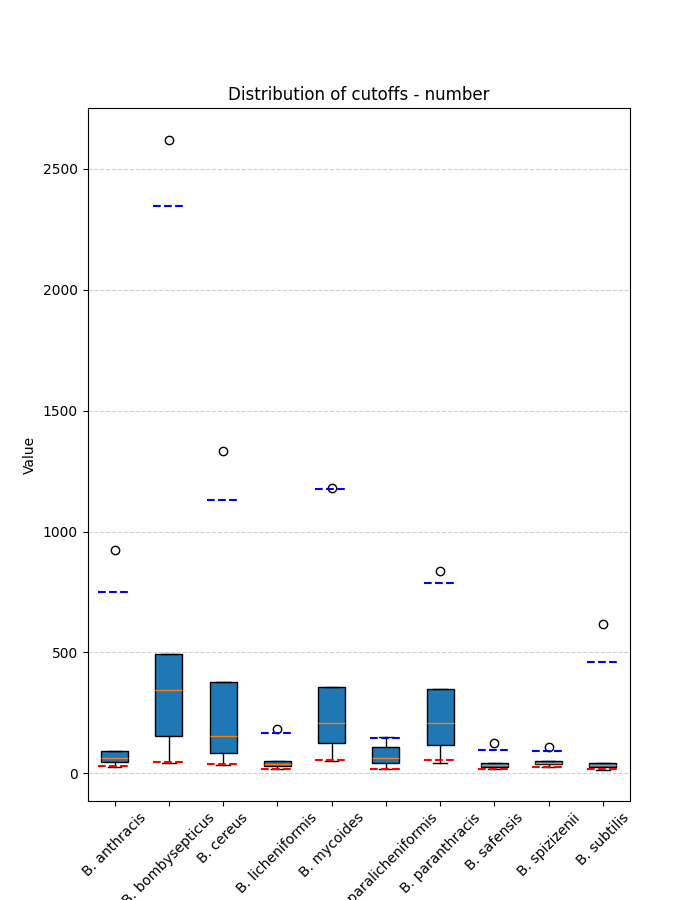 Distribution of cutoffs - number
2500
2000
1500
1000
500
0
Value
B. anthracis
B. bombysepticus
B. cereus
B. licheniformis
B. mycoides
paralicheniformis
B. paranthracis
B. safensis
B. spizizenii
B. subtilis